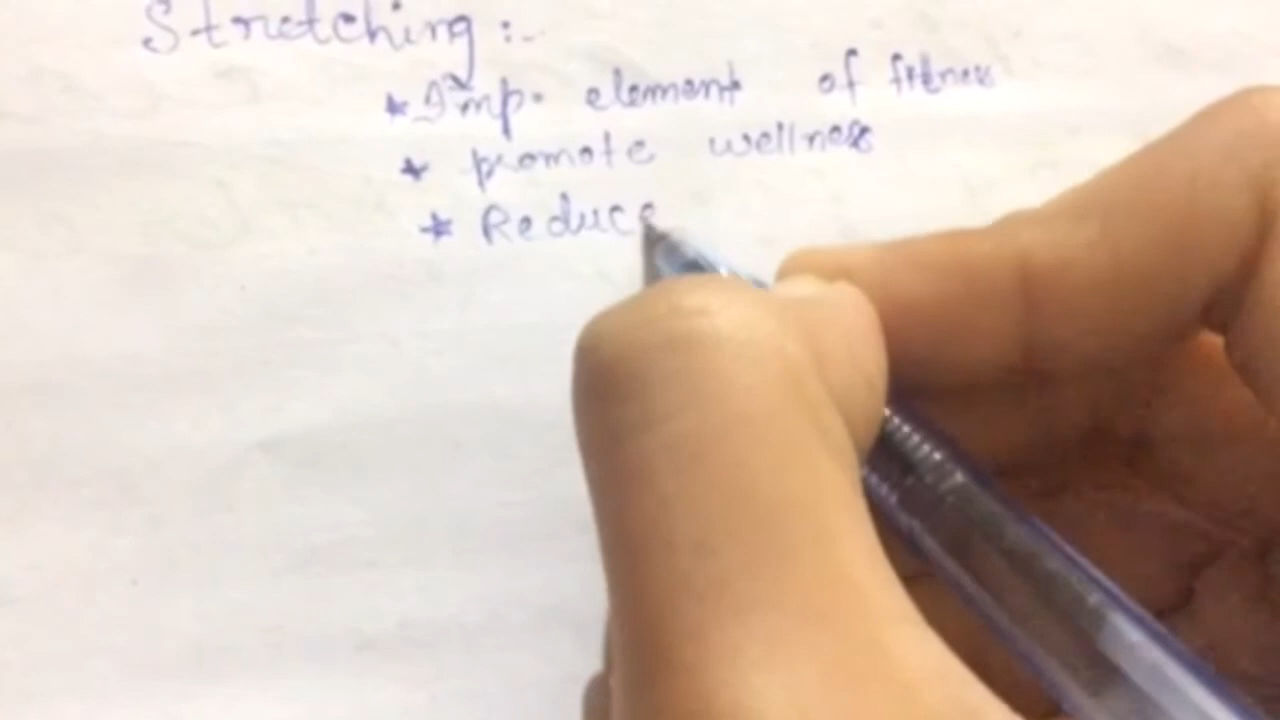 Stretching :-
* Imp. element of fitness
* promote wellness
* Reduce